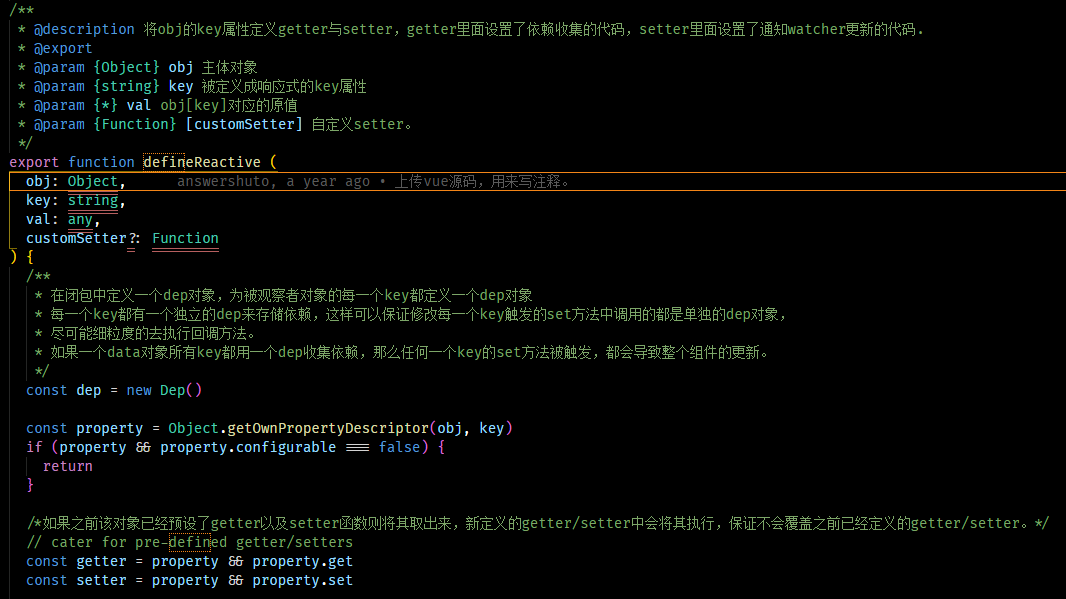 /**
 * @description 将obj的key属性定义getter与setter，getter里面设置了依赖收集的代码，setter里面设置了通知watcher更新的代码.
 * @export
 * @param {Object} obj 主体对象
 * @param {string} key 被定义成响应式的key属性
 * @param {*} val obj[key]对应的原值
 * @param {Function} [customSetter] 自定义setter。
 */
export function defineReactive (
  obj: Object,      answershuto, a year ago • 上传vue源码，用来写注释。
  key: string,
  val: any,
  customSetter?: Function
) {
  /**
   * 在闭包中定义一个dep对象，为被观察者对象的每一个key都定义一个dep对象
   * 每一个key都有一个独立的dep来存储依赖，这样可以保证修改每一个key触发的set方法中调用的都是单独的dep对象，
   * 尽可能细粒度的去执行回调方法。
   * 如果一个data对象所有key都用一个dep收集依赖，那么任何一个key的set方法被触发，都会导致整个组件的更新。
   */
  const dep = new Dep()
  const property = Object.getOwnPropertyDescriptor(obj, key)
  if (property && property.configurable === false) {
    return
  }
  /*如果之前该对象已经预设了getter以及setter函数则将其取出来，新定义的getter/setter中会将其执行，保证不会覆盖之前已经定义的getter/setter。*/
  // cater for pre-defined getter/setters
  const getter = property && property.get
  const setter = property && property.set